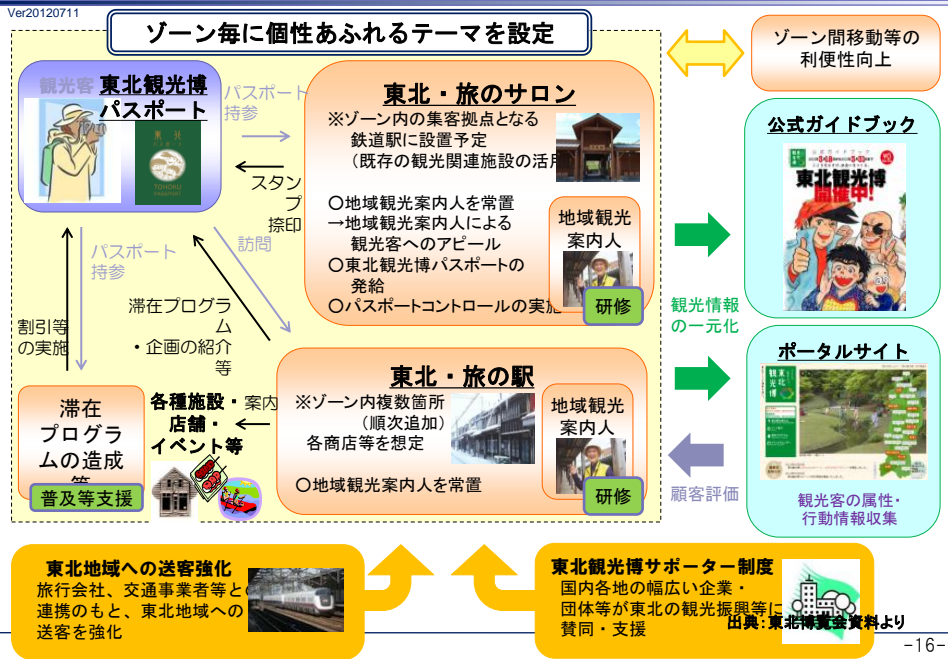 Ver20120711
ゾーン毎に個性あふれるテーマを設定
ゾーン間移動等の
利便性向上
観光客
東北観光博
パスポート
TOHOKU
パスポート
持参
スタン
プ
捺印
東北・旅のサロン
※ゾーン内の集客拠点となる
鉄道駅に設置予定
（既存の観光関連施設の活用
○地域観光案内人を常置
→地域観光案内人による
観光客へのアピール
○東北観光博パスポートの
発給
○パスポートコントロールの実施
地域観光
案内人
研修
公式ガイドブック
東北観光博
開催中!
観光情報
の一元化
パスポート
持参
訪問
割引等
の実施
滞在プログラ
ム
・企画の紹介
等
滞在
プログラ
ムの造成
等
普及等支援
各種施設・
店舗・
イベント等
案内
東北・旅の駅
※ゾーン内複数箇所
（順次追加）
各商店等を想定
○地域観光案内人を常置
地域観光
案内人
研修
ポータルサイト
東北
観光博
顧客評価
観光客の属性・
行動情報収集
東北地域への送客強化
旅行会社、交通事業者等と
連携のもと、東北地域への
送客を強化
東北観光博サポーター制度
国内各地の幅広い企業・
団体等が東北の観光振興等に
賛同・支援
出典：東北博覧会資料より
-16-